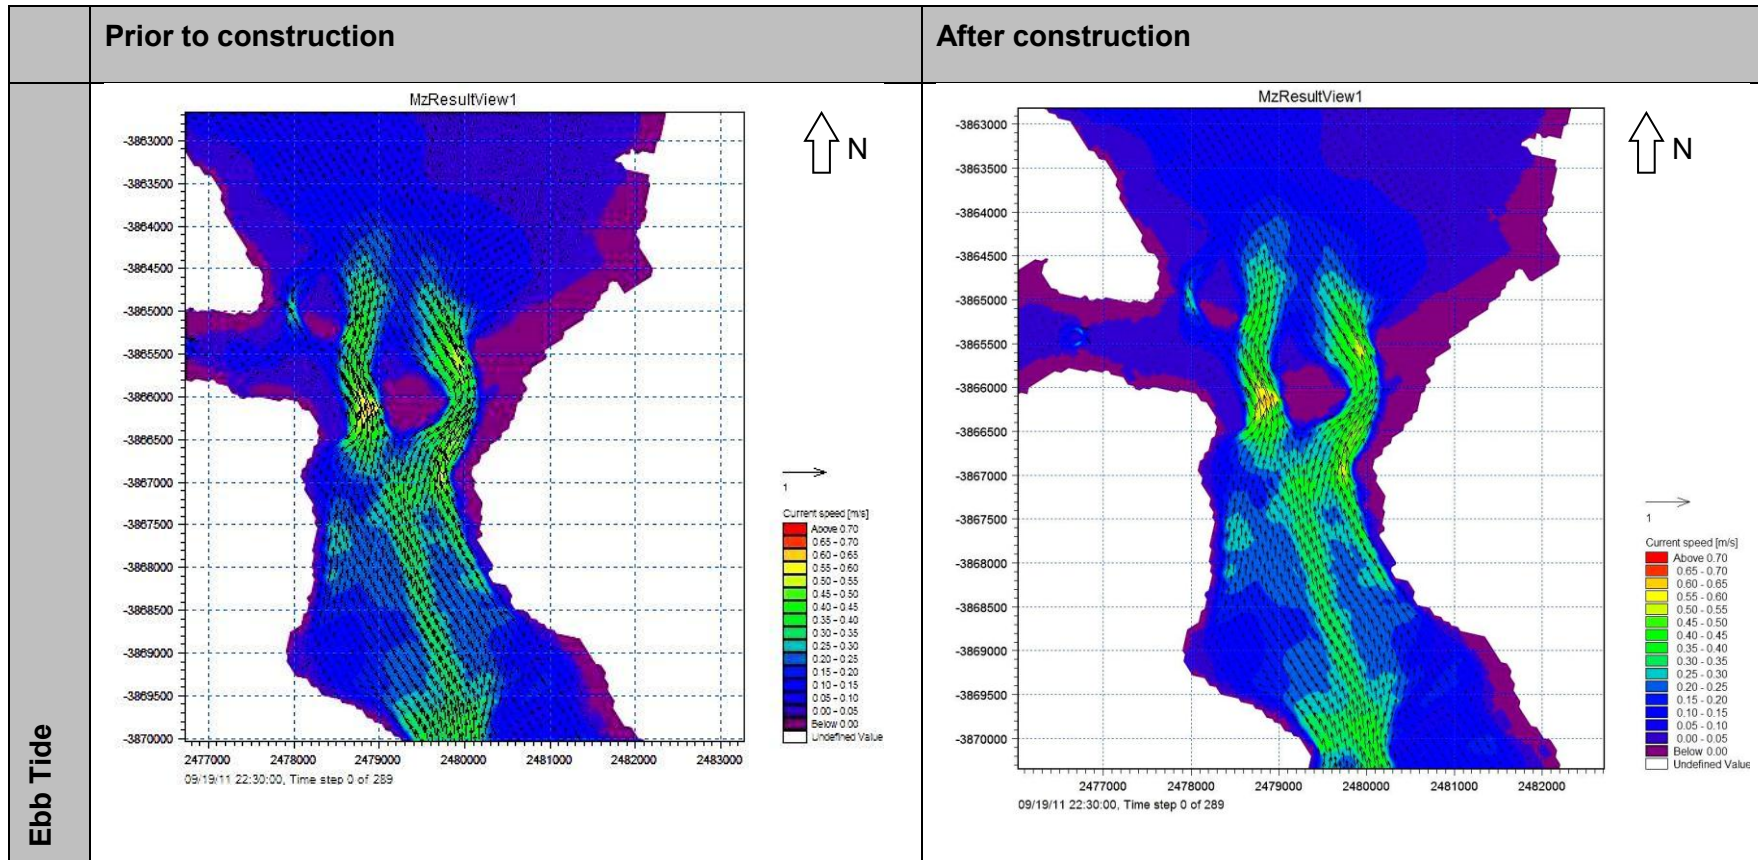 Prior to construction
After construction
Ebb Tide
MzResultView1
N
-3863000
-3863500
-3864000
-3864500
-3865000
-3865500
-3866000
-3866500
-3867000
-3867500
-3868000
-3868500
-3869000
-3869500
-3870000
2477000 2478000 2479000 2480000 2481000 2482000 2483000
09/19/11 22:30:00, Time step 0 of 289
1
Current speed [m/s]
Above 0.70
0.65 - 0.70
0.60 - 0.65
0.55 - 0.60
0.50 - 0.55
0.45 - 0.50
0.40 - 0.45
0.35 - 0.40
0.30 - 0.35
0.25 - 0.30
0.20 - 0.25
0.15 - 0.20
0.10 - 0.15
0.05 - 0.10
0.00 - 0.05
Below 0.00
Undefined Value
MzResultView1
N
-3863000
-3863500
-3864000
-3864500
-3865000
-3865500
-3866000
-3866500
-3867000
-3867500
-3868000
-3868500
-3869000
-3869500
-3870000
2477000 2478000 2479000 2480000 2481000 2482000
09/19/11 22:30:00, Time step 0 of 289
1
Current speed [m/s]
Above 0.70
0.65 - 0.70
0.60 - 0.65
0.55 - 0.60
0.50 - 0.55
0.45 - 0.50
0.40 - 0.45
0.35 - 0.40
0.30 - 0.35
0.25 - 0.30
0.20 - 0.25
0.15 - 0.20
0.10 - 0.15
0.05 - 0.10
0.00 - 0.05
Below 0.00
Undefined Value